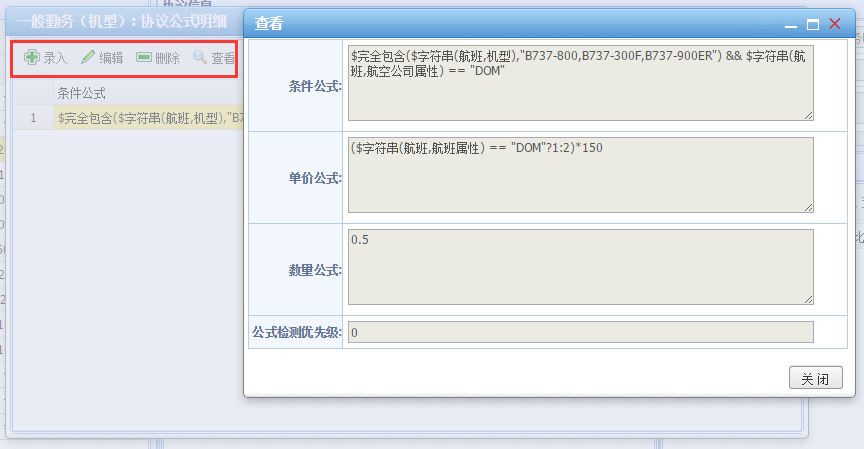 协议信息
一般勤务（机型）: 协议公式明细
录入 编辑 删除 查看
条件公式
1 $完全包含($字符串(航班,机型),"B7
查看
条件公式:
$完全包含($字符串(航班,机型),"B737-800,B737-300F,B737-900ER") && $字符串(航
班,航空公司属性) == "DOM"
单价公式:
($字符串(航班,航班属性) == "DOM"?1:2)*150
数量公式:
0.5
公式检测优先级:
0
关闭